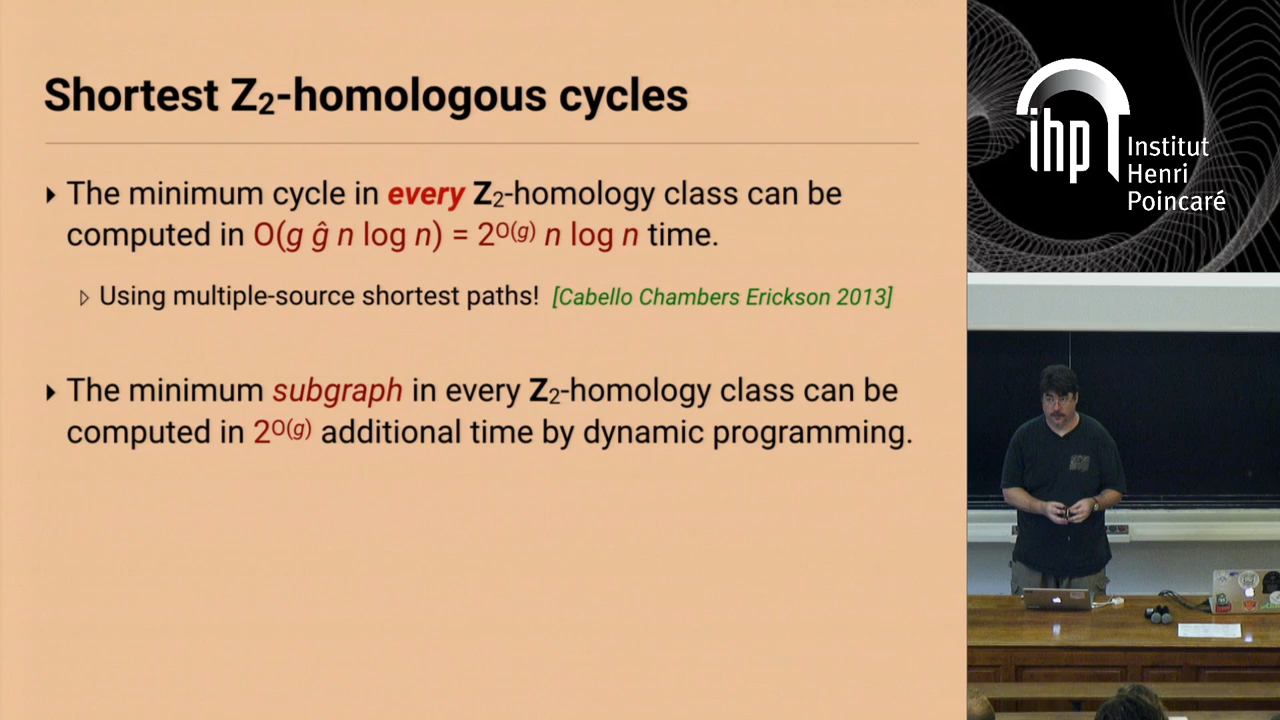 Shortest Z₂-homologous cycles
‣ The minimum cycle in every Z₂-homology class can be
computed in O(g ĝ n log n) = 2^O(g) n log n time.
▹ Using multiple-source shortest paths! [Cabello Chambers Erickson 2013]
‣ The minimum subgraph in every Z₂-homology class can be
computed in 2^O(g) additional time by dynamic programming.
ihp
Institut
Henri
Poincaré